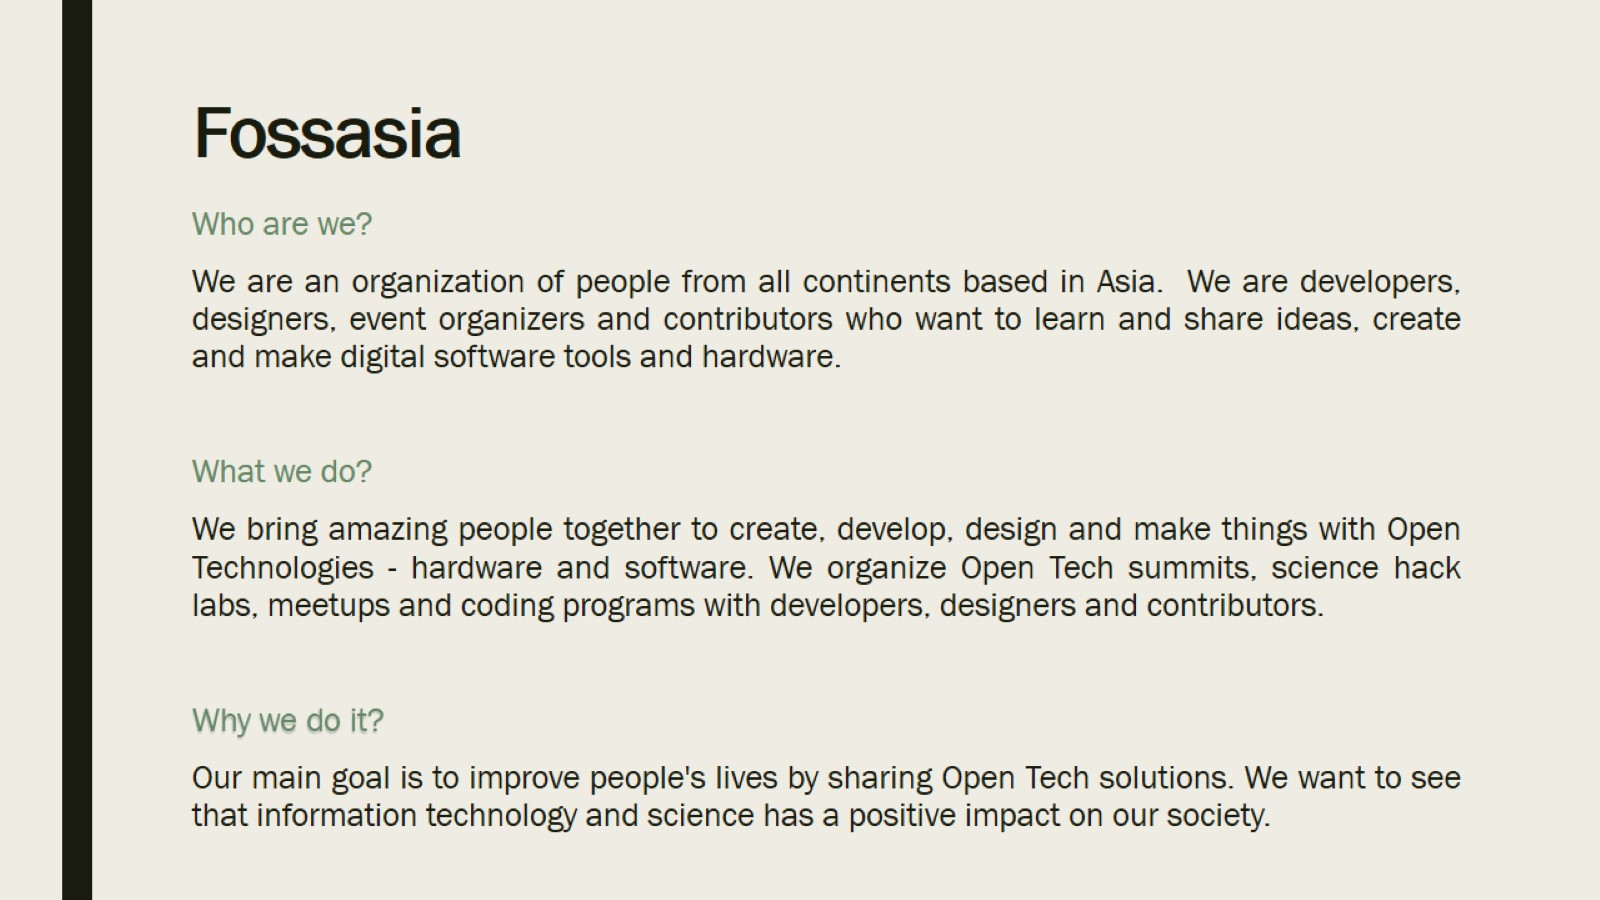 Fossasia
Who are we?
We are an organization of people from all continents based in Asia.  We are developers,
designers, event organizers and contributors who want to learn and share ideas, create
and make digital software tools and hardware.
What we do?
We bring amazing people together to create, develop, design and make things with Open
Technologies - hardware and software. We organize Open Tech summits, science hack
labs, meetups and coding programs with developers, designers and contributors.
Why we do it?
Our main goal is to improve people's lives by sharing Open Tech solutions. We want to see
that information technology and science has a positive impact on our society.